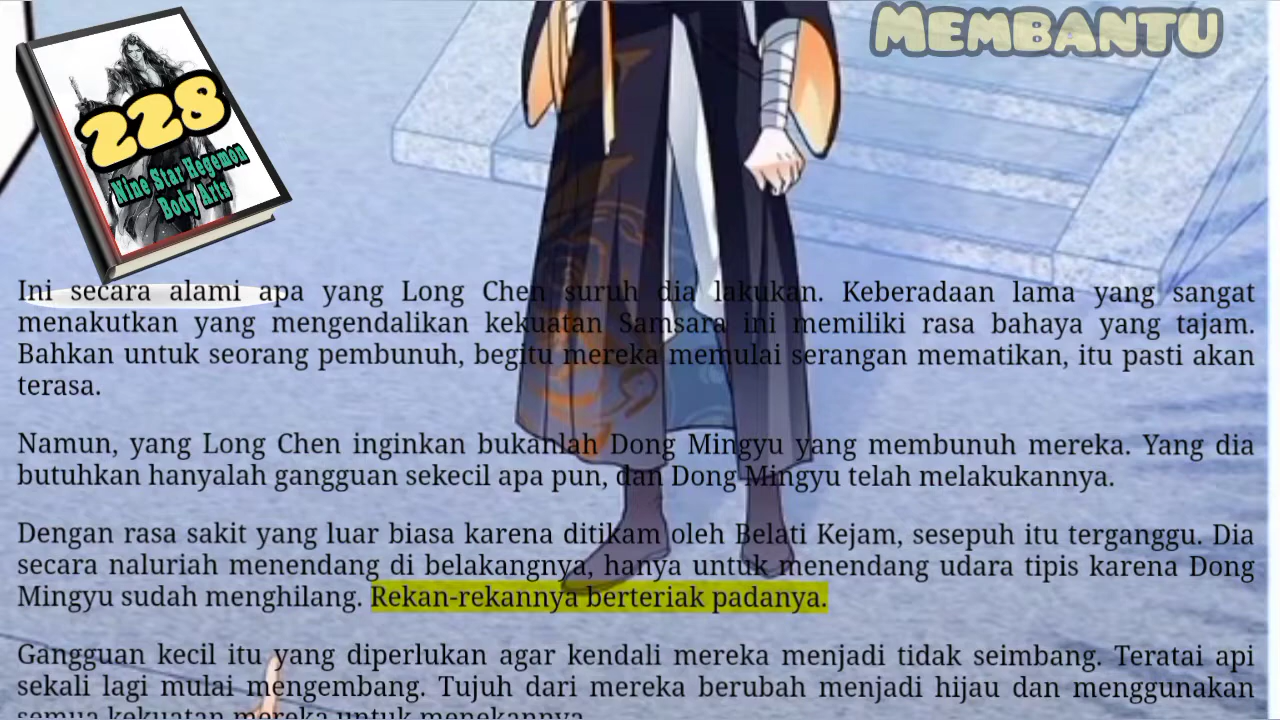 MEMBANTU
228
Nine Star Hegemon
Body Arts
Ini secara alami apa yang Long Chen suruh dia lakukan. Keberadaan lama yang sangat
menakutkan yang mengendalikan kekuatan Samsara ini memiliki rasa bahaya yang tajam.
Bahkan untuk seorang pembunuh, begitu mereka memulai serangan mematikan, itu pasti akan
terasa.
Namun, yang Long Chen inginkan bukanlah Dong Mingyu yang membunuh mereka. Yang dia
butuhkan hanyalah gangguan sekecil apa pun, dan Dong Mingyu telah melakukannya.
Dengan rasa sakit yang luar biasa karena ditikam oleh Belati Kejam, sesepuh itu terganggu. Dia
secara naluriah menendang di belakangnya, hanya untuk menendang udara tipis karena Dong
Mingyu sudah menghilang. Rekan-rekannya berteriak padanya.
Gangguan kecil itu yang diperlukan agar kendali mereka menjadi tidak seimbang. Teratai api
sekali lagi mulai mengembang. Tujuh dari mereka berubah menjadi hijau dan menggunakan
semua kekuatan mereka untuk menekannya.